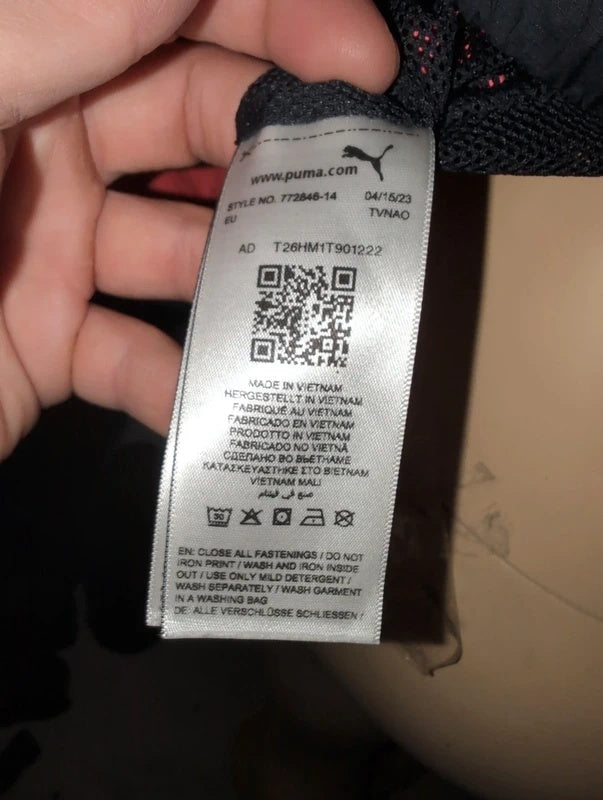 www.puma.com
STYLE NO. 772846-14 04/15/23
EU TVNAO
AD T26HM1T901222
MADE IN VIETNAM
HERGESTELLT IN VIETNAM
FABRIQUÉ AU VIETNAM
FABRICADO EN VIETNAM
PRODOTTO IN VIETNAM
FABRICADO NO VIETNÃ
СДЕЛАНО ВО ВЬЕТНАМЕ
ΚΑΤΑΣΚΕΥΑΣΤΗΚΕ ΣΤΟ ΒΙΕΤΝΑΜ
VIETNAM MALI
صنع في فيتنام
30
EN: CLOSE ALL FASTENINGS / DO NOT
IRON PRINT / WASH AND IRON INSIDE
OUT / USE ONLY MILD DETERGENT /
WASH SEPARATELY / WASH GARMENT
IN A WASHING BAG
DE: ALLE VERSCHLÜSSE SCHLIESSEN /